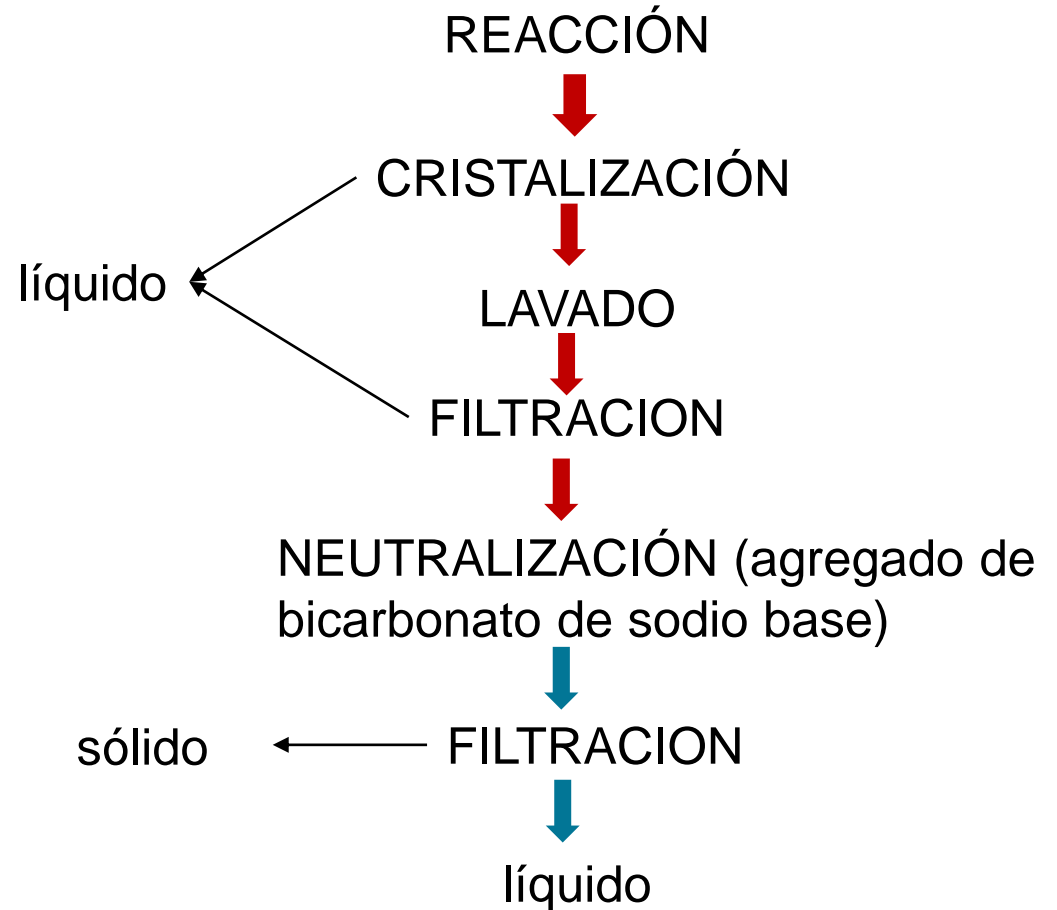 REACCIÓN
CRISTALIZACIÓN
líquido
LAVADO
FILTRACION
NEUTRALIZACIÓN (agregado de
bicarbonato de sodio base)
sólido
FILTRACION
líquido